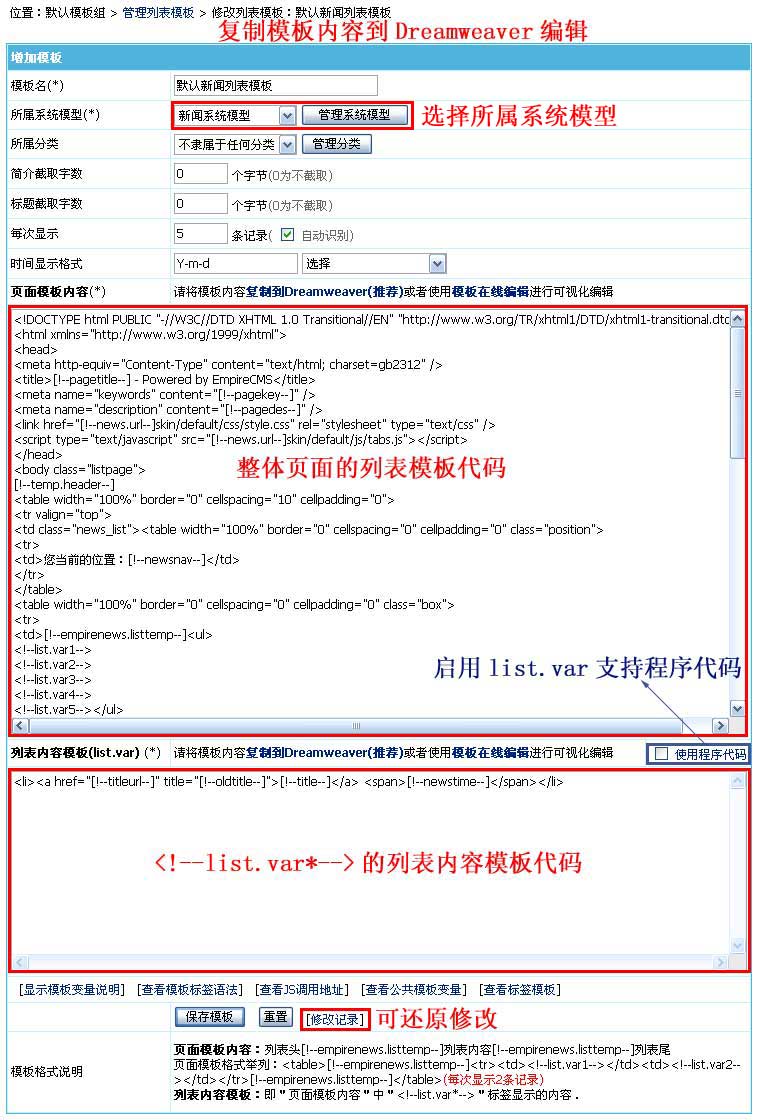 位置：默认模板组 > 管理列表模板 > 修改列表模板：默认新闻列表模板
复制模板内容到 Dreamweaver 编辑
增加模板
模板名(*) 默认新闻列表模板
所属系统模型(*) 新闻系统模型 管理系统模型 选择所属系统模型
所属分类 不隶属于任何分类 管理分类
简介截取字数 0 个字节(0为不截取)
标题截取字数 0 个字节(0为不截取)
每次显示 5 条记录( 自动识别)
时间显示格式 Y-m-d 选择
页面模板内容(*) 请将模板内容复制到Dreamweaver(推荐)或者使用模板在线编辑进行可视化编辑
<!DOCTYPE html PUBLIC "-//W3C//DTD XHTML 1.0 Transitional//EN" "http://www.w3.org/TR/xhtml1/DTD/xhtml1-transitional.dtd
<html xmlns="http://www.w3.org/1999/xhtml">
<head>
<meta http-equiv="Content-Type" content="text/html; charset=gb2312" />
<title>[!--pagetitle--] - Powered by EmpireCMS</title>
<meta name="keywords" content="[!--pagekey--]" />
<meta name="description" content="[!--pagedes--]" />
<link href="[!--news.url--]skin/default/css/style.css" rel="stylesheet" type="text/css" />
<script type="text/javascript" src="[!--news.url--]skin/default/js/tabs.js"></script>
</head>
<body class="listpage">
整体页面的列表模板代码
[!--temp.header--]
<table width="100%" border="0" cellspacing="10" cellpadding="0">
<tr valign="top">
<td class="news_list"><table width="100%" border="0" cellspacing="0" cellpadding="0" class="position">
<tr>
<td>您当前的位置：[!--newsnav--]</td>
</tr>
</table>
<table width="100%" border="0" cellspacing="0" cellpadding="0" class="box">
<tr>
<td>[!--empirenews.listtemp--]<ul>
<!--list.var1-->
<!--list.var2-->
启用 list.var 支持程序代码
<!--list.var3-->
<!--list.var4-->
<!--list.var5--></ul>
列表内容模板(list.var) (*) 请将模板内容复制到Dreamweaver(推荐)或者使用模板在线编辑进行可视化编辑 使用程序代码
<li><a href="[!--titleurl--]" title="[!--oldtitle--]">[!--title--]</a> <span>[!--newstime--]</span></li>
<!--list.var*--> 的列表内容模板代码
[显示模板变量说明] [查看模板标签语法] [查看JS调用地址] [查看公共模板变量] [查看标签模板]
保存模板 重置 [修改记录] 可还原修改
模板格式说明
页面模板内容：列表头[!--empirenews.listtemp--]列表内容[!--empirenews.listtemp--]列表尾
页面模板格式举列：<table>[!--empirenews.listtemp--]<tr><td><!--list.var1--></td><td><!--list.var2--
></td></tr>[!--empirenews.listtemp--]</table>(每次显示2条记录)
列表内容模板：即 " 页面模板内容 " 中 " <!--list.var*--> " 标签显示的内容．